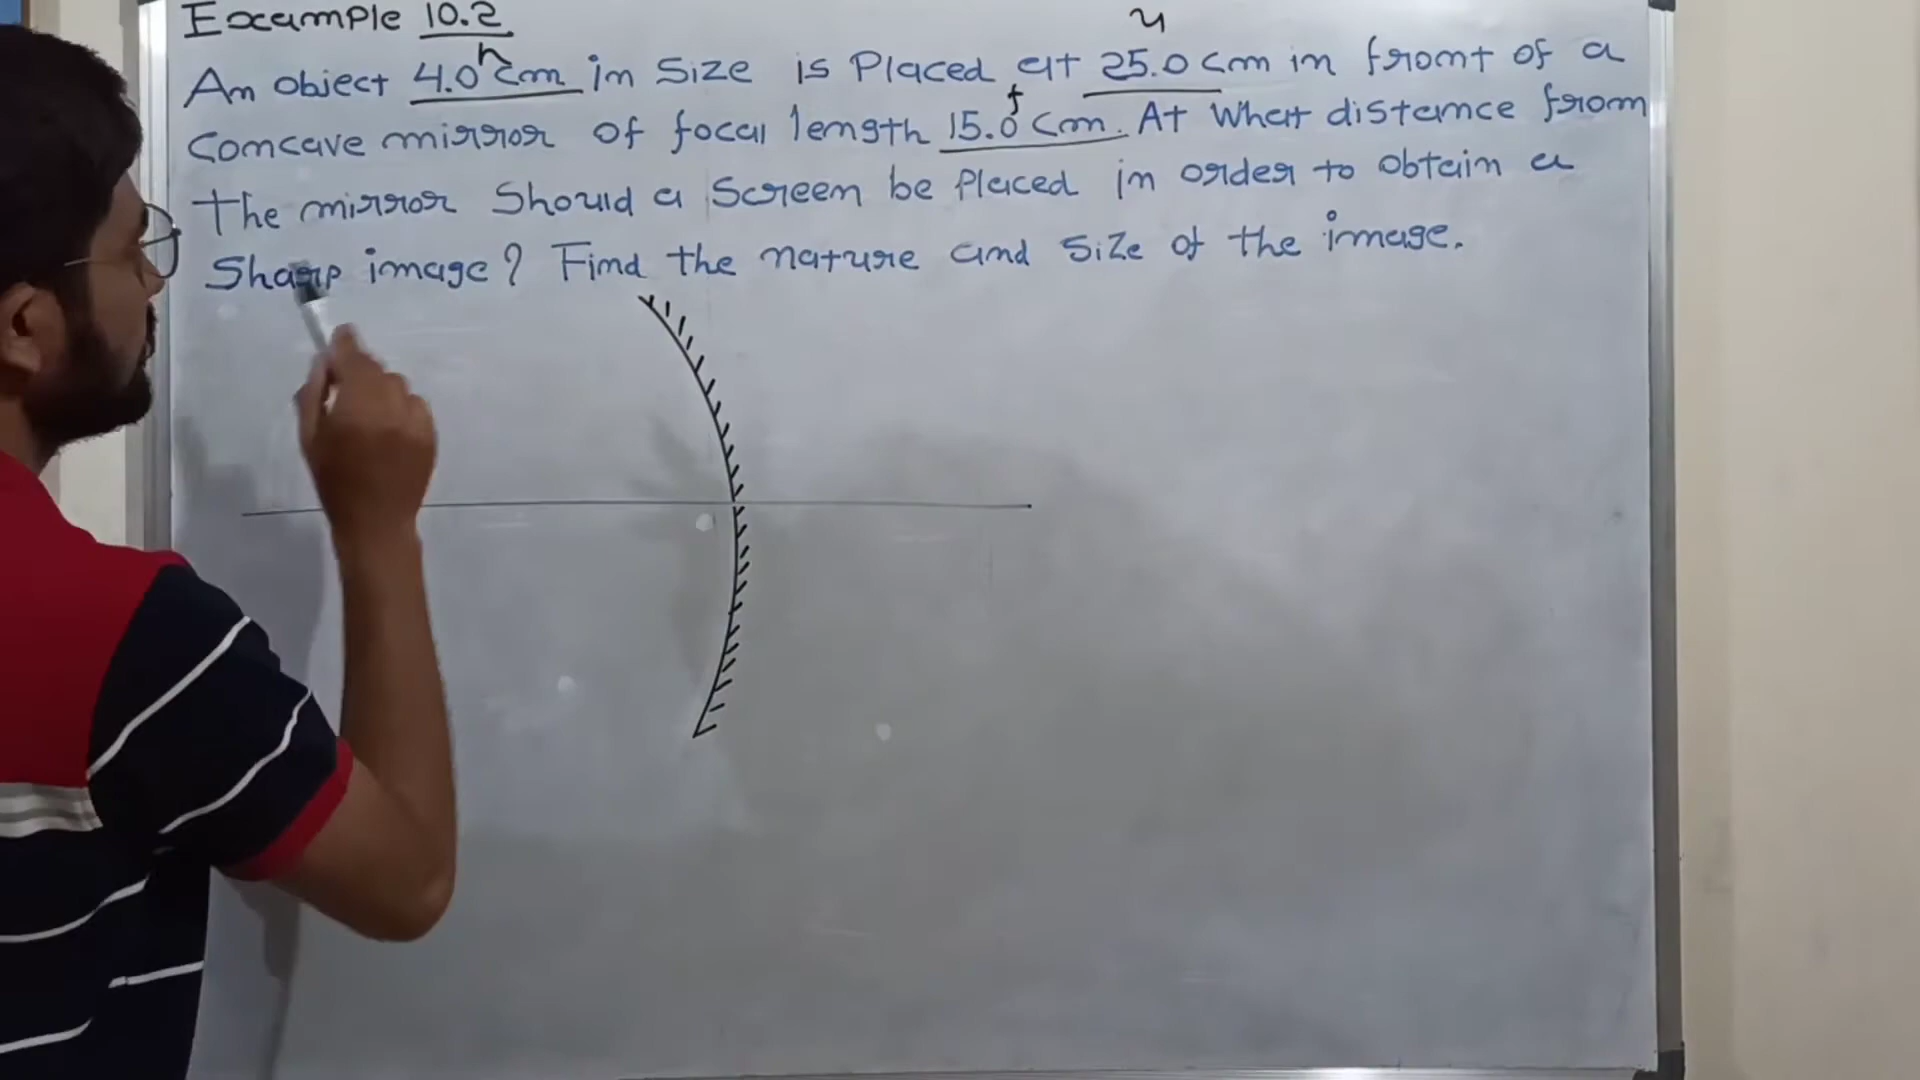 Example 10.2
u
h
An object 4.0 cm in size is placed at 25.0 cm in front of a
f
concave mirror of focal length 15.0 cm. At what distance from
the mirror should a screen be placed in order to obtain a
sharp image? Find the nature and size of the image.